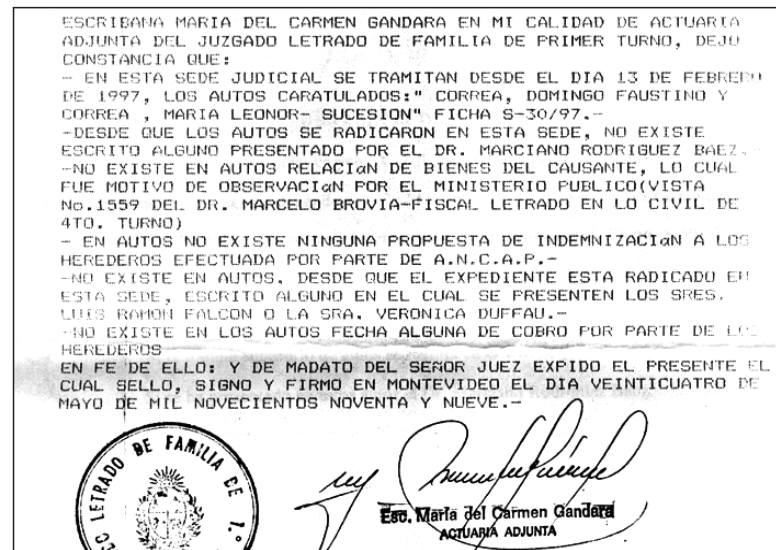 ESCRIBANA MARIA DEL CARMEN GANDARA EN MI CALIDAD DE ACTUARIA
ADJUNTA DEL JUZGADO LETRADO DE FAMILIA DE PRIMER TURNO, DEJO
CONSTANCIA QUE:
- EN ESTA SEDE JUDICIAL SE TRAMITAN DESDE EL DIA 13 DE FEBRERO
DE 1997, LOS AUTOS CARATULADOS:" CORREA, DOMINGO FAUSTINO Y
CORREA , MARIA LEONOR- SUCESION" FICHA S-30/97.-
-DESDE QUE LOS AUTOS SE RADICARON EN ESTA SEDE, NO EXISTE
ESCRITO ALGUNO PRESENTADO POR EL DR. MARCIANO RODRIGUEZ BAEZ.-
-NO EXISTE EN AUTOS RELACIαN DE BIENES DEL CAUSANTE, LO CUAL
FUE MOTIVO DE OBSERVACIαN POR EL MINISTERIO PUBLICO(VISTA
No.1559 DEL DR. MARCELO BROVIA-FISCAL LETRADO EN LO CIVIL DE
4TO. TURNO)
- EN AUTOS NO EXISTE NINGUNA PROPUESTA DE INDEMNIZACIαN A LOS
HEREDEROS EFECTUADA POR PARTE DE A.N.C.A.P.-
-NO EXISTE EN AUTOS, DESDE QUE EL EXPEDIENTE ESTA RADICADO EN
ESTA SEDE, ESCRITO ALGUNO EN EL CUAL SE PRESENTEN LOS SRES.
LUIS RAMON FALCON O LA SRA. VERONICA DUFFAU.-
-NO EXISTE EN LOS AUTOS FECHA ALGUNA DE COBRO POR PARTE DE LOS
HEREDEROS
EN FE DE ELLO: Y DE MADATO DEL SEÑOR JUEZ EXPIDO EL PRESENTE EL
CUAL SELLO, SIGNO Y FIRMO EN MONTEVIDEO EL DIA VEINTICUATRO DE
MAYO DE MIL NOVECIENTOS NOVENTA Y NUEVE.-
LETRADO DE FAMILIA DE 1.º
Esc. María del Carmen Gandara
ACTUARIA ADJUNTA